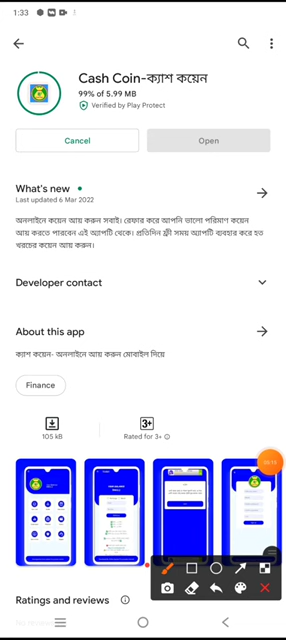 1:33
Cash Coin-ক্যাশ কয়েন
99% of 5.99 MB
Verified by Play Protect
Cancel
Open
What's new
Last updated 6 Mar 2022
অনলাইনে কয়েন আয় করুন সবাই। রেফার করে আপনি ভালো পরিমাণ কয়েন
আয় করতে পারবেন এই অ্যাপটি থেকে। প্রতিদিন ফ্রী সময় অ্যাপটি ব্যবহার করে হত
খরচের কয়েন আয় করুন।
Developer contact
About this app
ক্যাশ কয়েন- অনলাইনে আয় করুন মোবাইল দিয়ে
Finance
105 kB
3+
Rated for 3+
Ratings and reviews